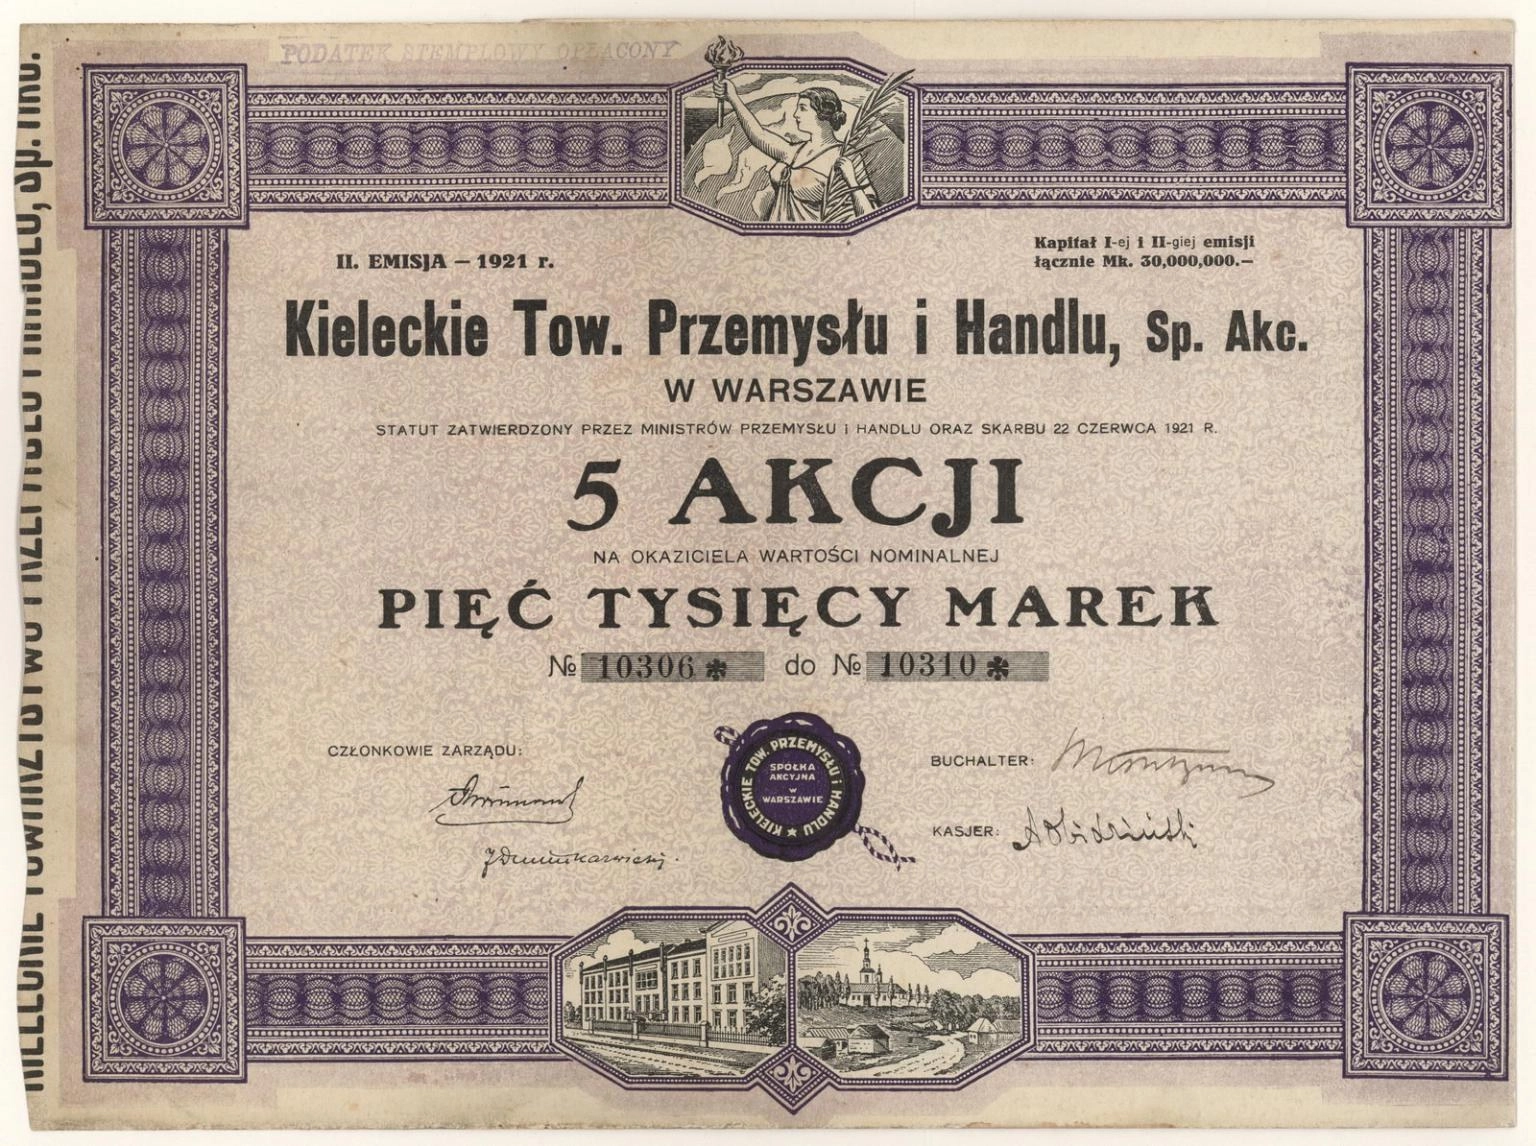 PODATEK STEMPLOWY OPŁACONY
II. EMISJA — 1921 r.
Kapitał I-ej i II-giej emisji
łącznie Mk. 30,000,000.—
Kieleckie Tow. Przemysłu i Handlu, Sp. Akc.
W WARSZAWIE
STATUT ZATWIERDZONY PRZEZ MINISTRÓW PRZEMYSŁU i HANDLU ORAZ SKARBU 22 CZERWCA 1921 R.
5 AKCJI
NA OKAZICIELA WARTOŚCI NOMINALNEJ
PIĘĆ TYSIĘCY MAREK
№ 10306 * do № 10310 *
CZŁONKOWIE ZARZĄDU:
BUCHALTER:
KASJER:
KIELECKIE TOW. PRZEMYSŁU i HANDLU
SPÓŁKA
AKCYJNA
W
WARSZAWIE